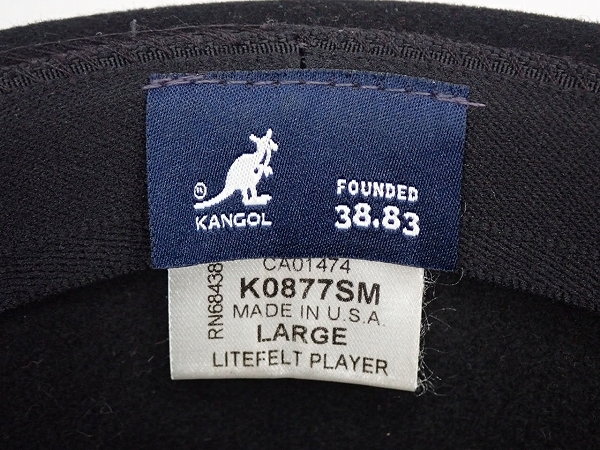 ® KANGOL
FOUNDED
38.83
RN68438
CA01474
K0877SM
MADE IN U.S.A.
LARGE
LITEFELT PLAYER